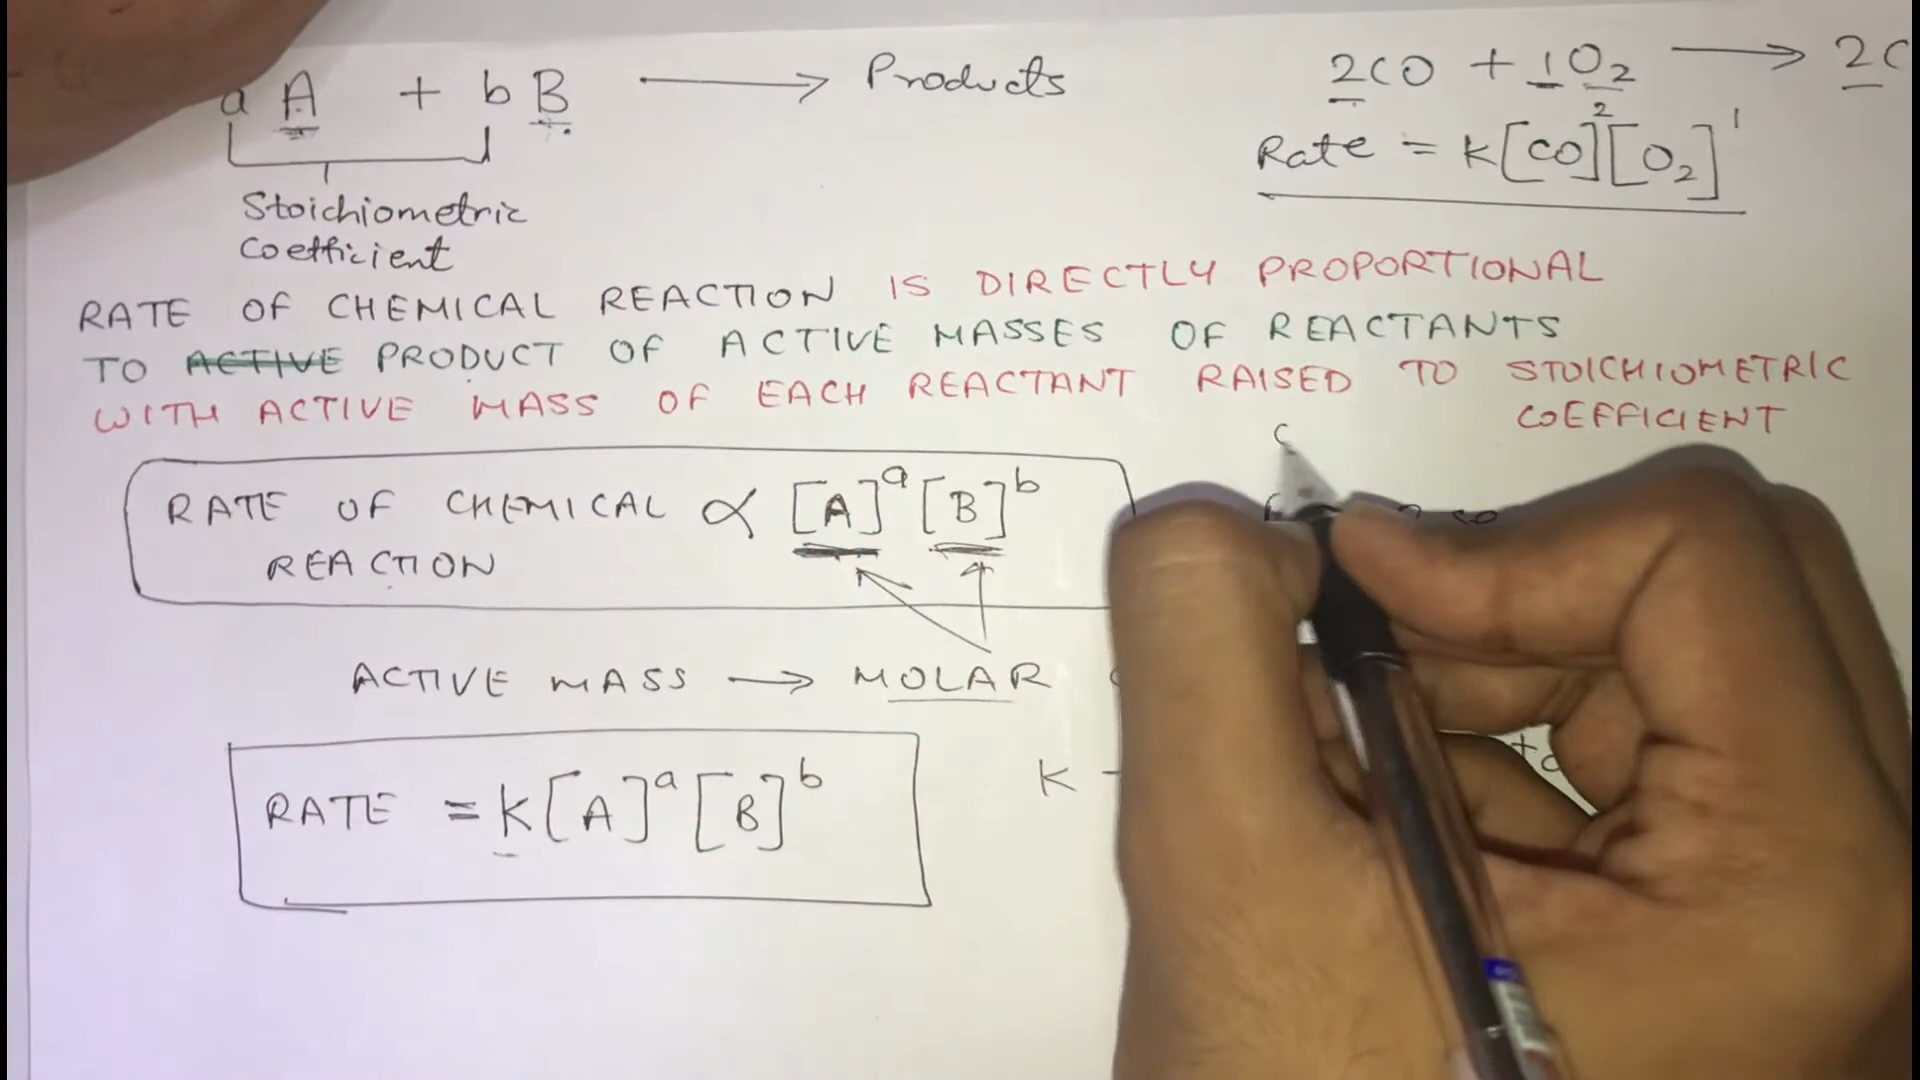 a A + b B ⟶ Products
2CO + 1O₂ ⟶ 2C
Rate = K[CO]²[O₂]¹
Stoichiometric
Coefficient
RATE OF CHEMICAL REACTION IS DIRECTLY PROPORTIONAL
TO ACTIVE PRODUCT OF ACTIVE MASSES OF REACTANTS
WITH ACTIVE MASS OF EACH REACTANT RAISED TO STOICHIOMETRIC
COEFFICIENT
RATE OF CHEMICAL ∝ [A]ᵃ [B]ᵇ
REACTION
ACTIVE MASS → MOLAR
RATE = K[A]ᵃ[B]ᵇ
K -